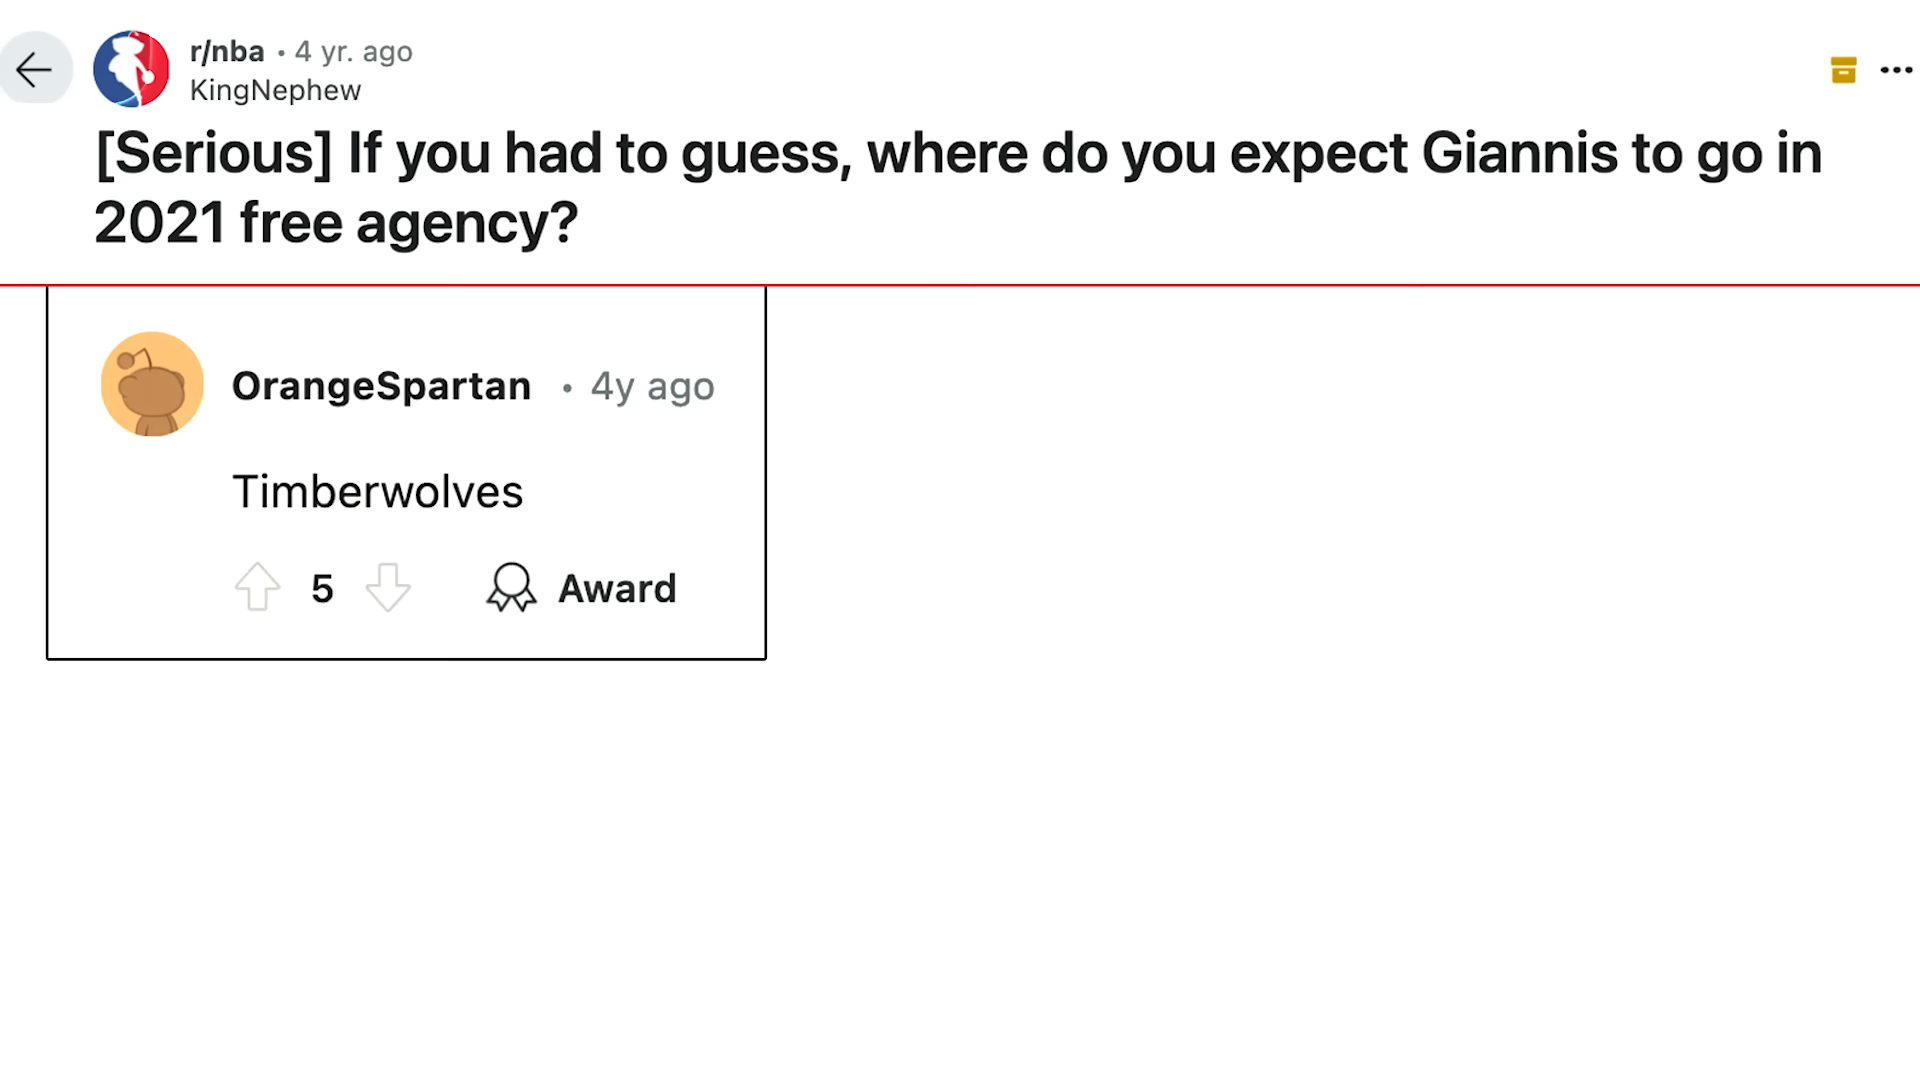 r/nba • 4 yr. ago
KingNephew
[Serious] If you had to guess, where do you expect Giannis to go in
2021 free agency?
OrangeSpartan • 4y ago
Timberwolves
5 Award